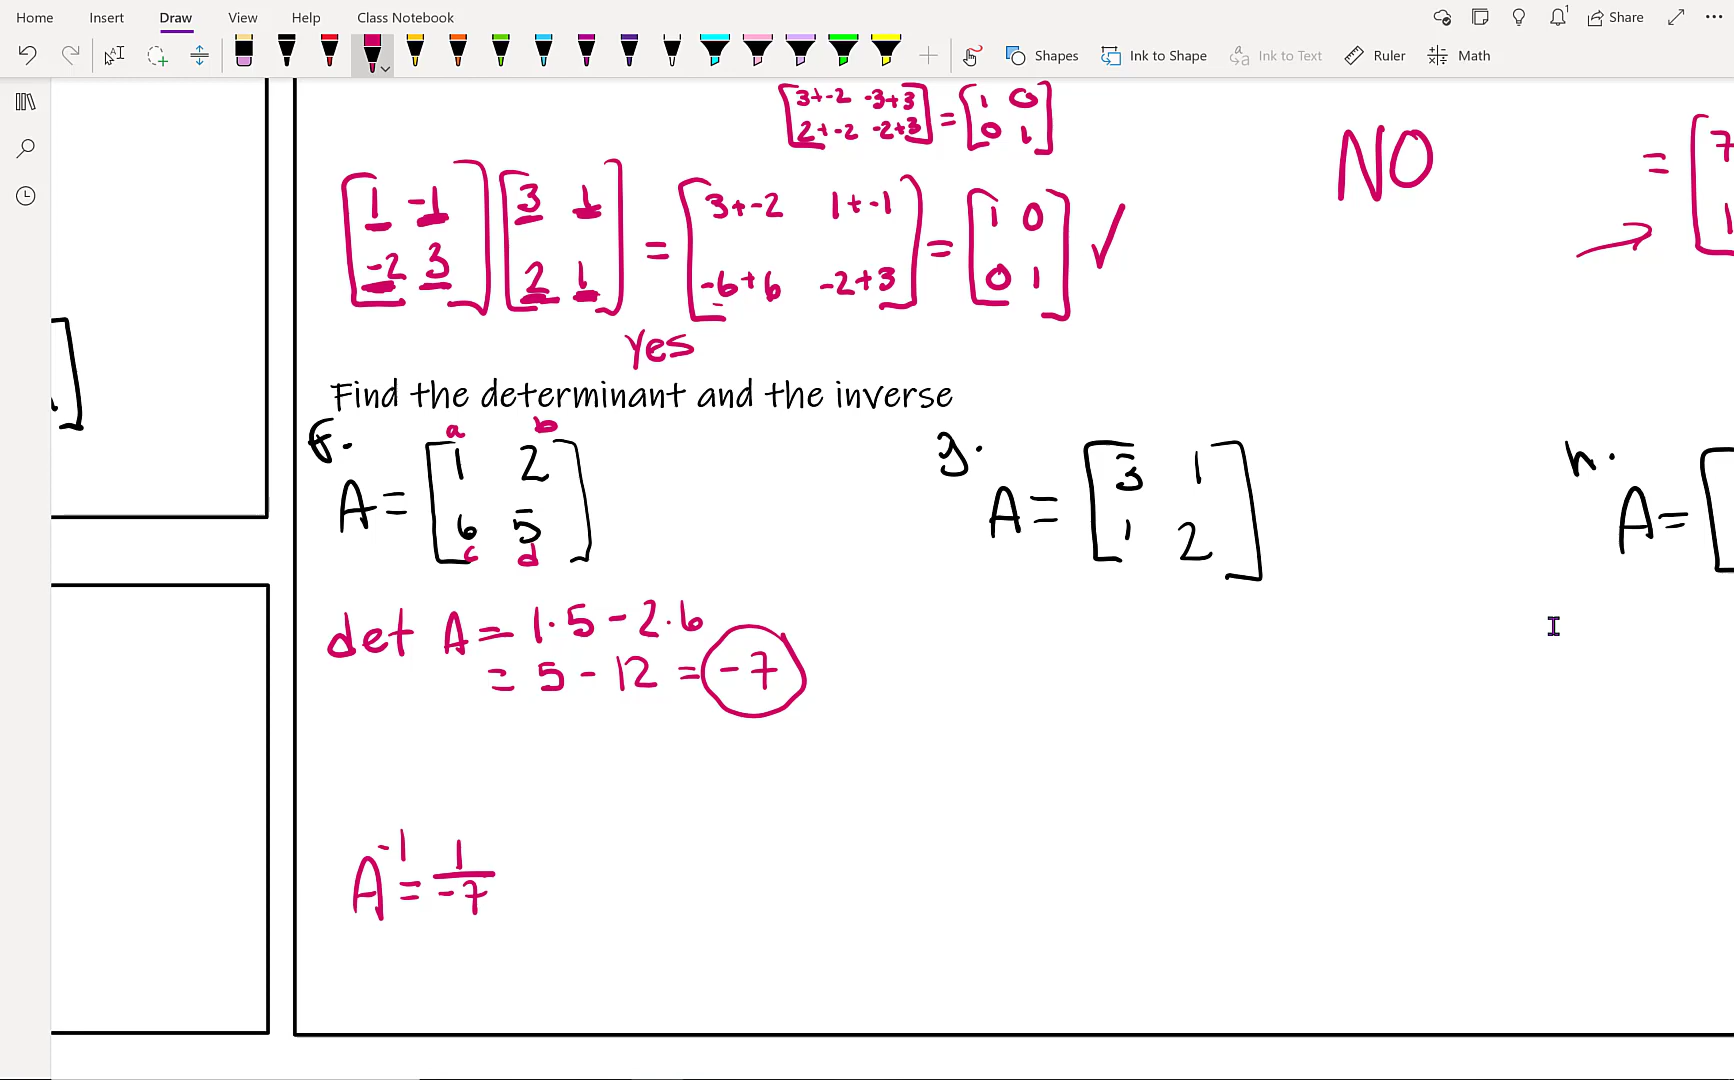 Home Insert Draw View Help Class Notebook 1 Share
Shapes Ink to Shape Ink to Text Ruler Math
[3+-2 -3+3
2+-2 -2+3] = [1 0
0 1]
NO
= [7
1
[1 -1
-2 3] [3 1
2 1] = [3+-2 1+-1
-6+6 -2+3] = [1 0
0 1] ✓
Yes
Find the determinant and the inverse
f. A = [1 2
6 5]
a b
c d
g. A = [3 1
1 2]
h. A = [
det A = 1·5 - 2·6
= 5 - 12 = -7
A^-1 = 1/-7